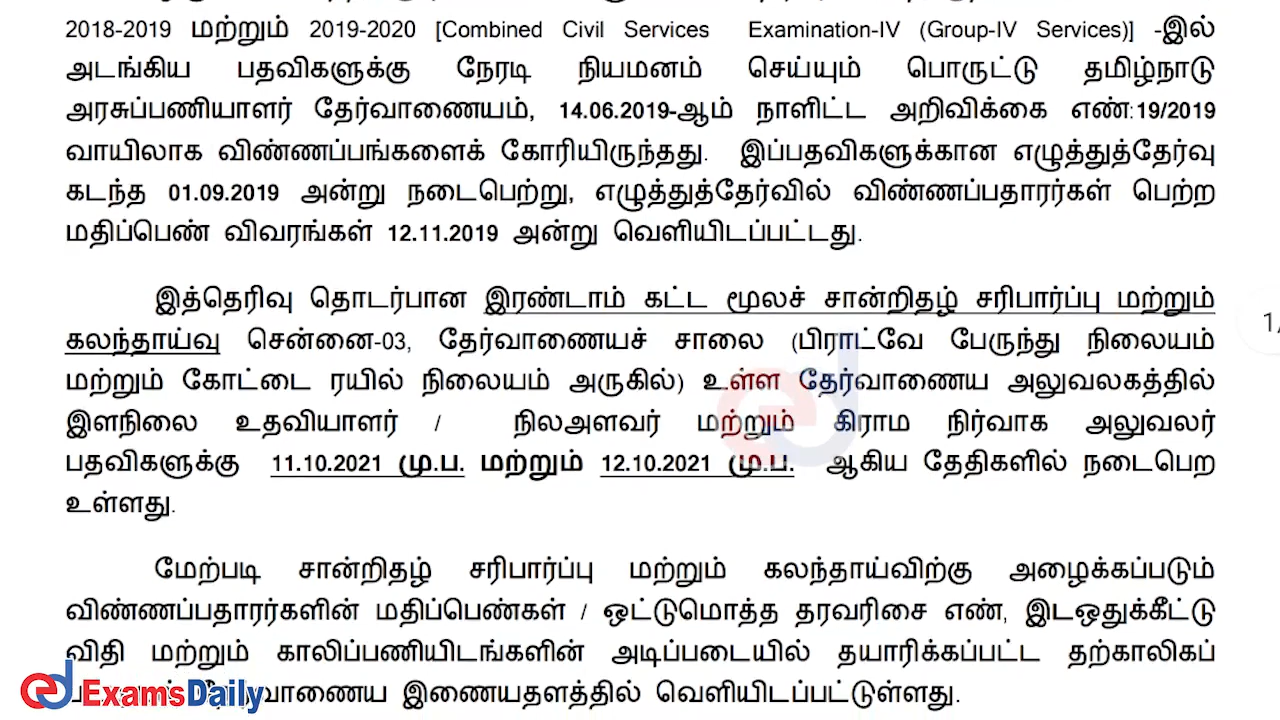 2018-2019 மற்றும் 2019-2020 [Combined Civil Services Examination-IV (Group-IV Services)] -இல்
அடங்கிய பதவிகளுக்கு நேரடி நியமனம் செய்யும் பொருட்டு தமிழ்நாடு
அரசுப்பணியாளர் தேர்வாணையம், 14.06.2019-ஆம் நாளிட்ட அறிவிக்கை எண்:19/2019
வாயிலாக விண்ணப்பங்களைக் கோரியிருந்தது. இப்பதவிகளுக்கான எழுத்துத்தேர்வு
கடந்த 01.09.2019 அன்று நடைபெற்று, எழுத்துத்தேர்வில் விண்ணப்பதாரர்கள் பெற்ற
மதிப்பெண் விவரங்கள் 12.11.2019 அன்று வெளியிடப்பட்டது.
இத்தெரிவு தொடர்பான இரண்டாம் கட்ட மூலச் சான்றிதழ் சரிபார்ப்பு மற்றும்
கலந்தாய்வு சென்னை-03, தேர்வாணையச் சாலை (பிராட்வே பேருந்து நிலையம்
மற்றும் கோட்டை ரயில் நிலையம் அருகில்) உள்ள தேர்வாணைய அலுவலகத்தில்
இளநிலை உதவியாளர் / நிலஅளவர் மற்றும் கிராம நிர்வாக அலுவலர்
பதவிகளுக்கு 11.10.2021 மு.ப. மற்றும் 12.10.2021 மு.ப. ஆகிய தேதிகளில் நடைபெற
உள்ளது.
மேற்படி சான்றிதழ் சரிபார்ப்பு மற்றும் கலந்தாய்விற்கு அழைக்கப்படும்
விண்ணப்பதாரர்களின் மதிப்பெண்கள் / ஒட்டுமொத்த தரவரிசை எண், இடஒதுக்கீட்டு
விதி மற்றும் காலிப்பணியிடங்களின் அடிப்படையில் தயாரிக்கப்பட்ட தற்காலிகப்
இணையதளத்தில் வெளியிடப்பட்டுள்ளது.
ed ExamsDaily
ed